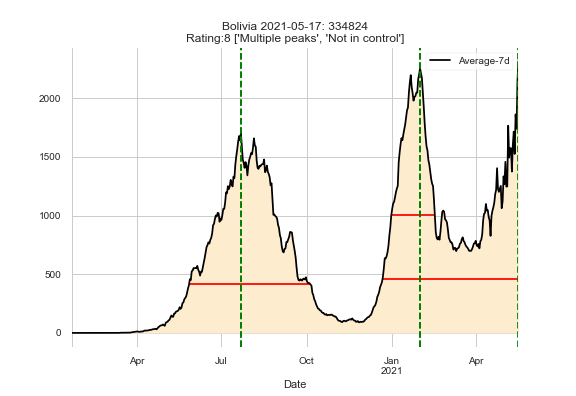 Bolivia 2021-05-17: 334824
Rating:8 ['Multiple peaks', 'Not in control']
Average-7d
2000
1500
1000
500
0
Apr
Jul
Oct
Jan
2021
Apr
Date